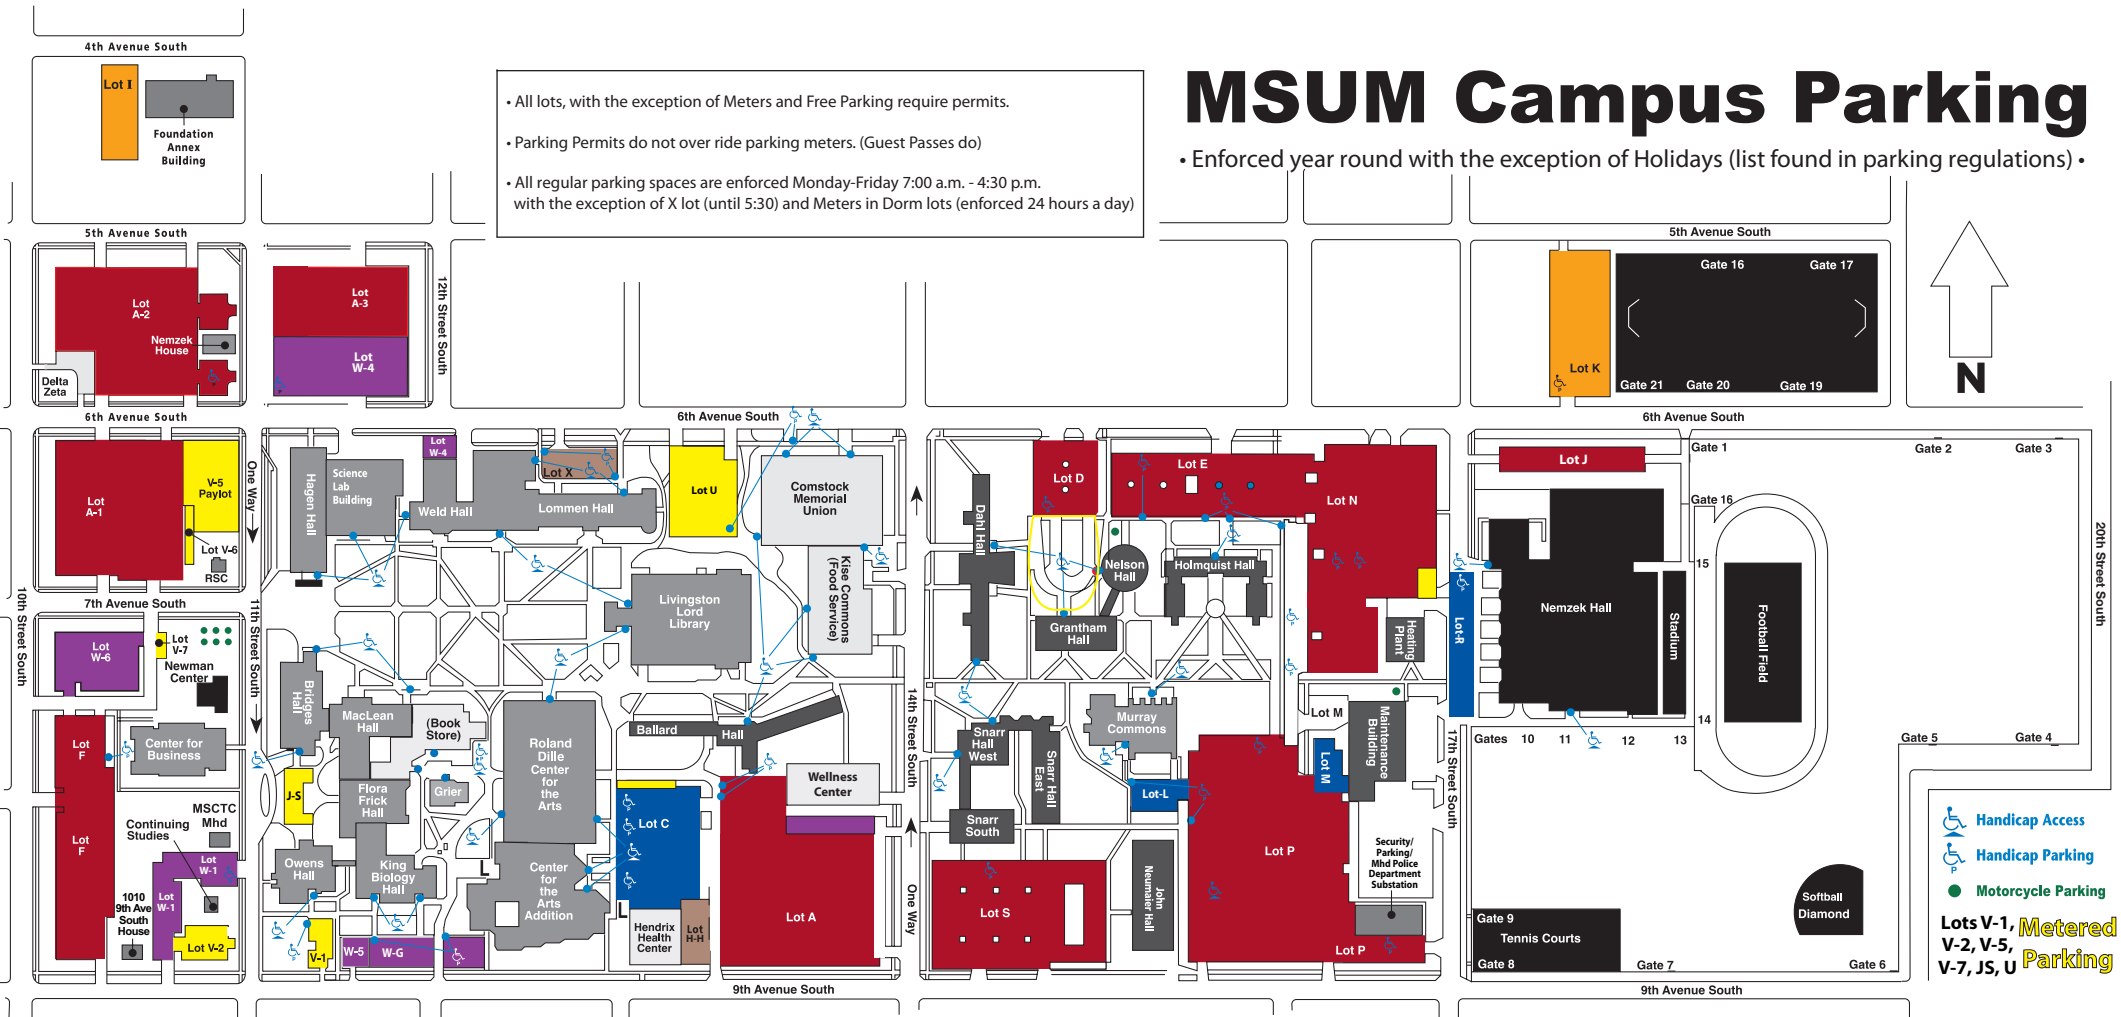 4th Avenue South
Lot I
Foundation
Annex
Building
• All lots, with the exception of Meters and Free Parking require permits.
• Parking Permits do not over ride parking meters. (Guest Passes do)
• All regular parking spaces are enforced Monday-Friday 7:00 a.m. - 4:30 p.m.
with the exception of X lot (until 5:30) and Meters in Dorm lots (enforced 24 hours a day)
MSUM Campus Parking
• Enforced year round with the exception of Holidays (list found in parking regulations) •
5th Avenue South
5th Avenue South
Lot
A-2
Nemzek
House
Delta
Zeta
Lot
A-3
Lot
W-4
12th Street South
Lot K
Gate 16
Gate 17
Gate 21
Gate 20
Gate 19
N
6th Avenue South
6th Avenue South
6th Avenue South
Lot
A-1
V-5
Paylot
Lot V-6
RSC
One Way
10th Street South
7th Avenue South
11th Street South
Lot
W-6
Lot
V-7
Newman
Center
Lot
F
Lot
F
Center for
Business
MSCTC
Mhd
Continuing
Studies
Lot
W-1
Lot
W-1
1010
9th Ave
South
House
Lot V-2
Hagen Hall
Science
Lab
Building
Lot
W-4
Weld Hall
Lot X
Lommen Hall
Lot U
Comstock
Memorial
Union
Kise Commons
(Food Service)
Livingston
Lord
Library
Bridges
Hall
MacLean
Hall
(Book
Store)
Flora
Frick
Hall
Grier
J-S
Owens
Hall
King
Biology
Hall
V-1
W-5
W-G
Roland
Dille
Center
for
the
Arts
Center
for
the
Arts
Addition
L
L
Ballard
Hall
Lot C
Hendrix
Health
Center
Lot
H-H
Wellness
Center
Lot A
14th Street South
One Way
9th Avenue South
Dahl Hall
Lot D
Lot E
Nelson
Hall
Grantham
Hall
Holmquist Hall
Lot N
Heating
Plant
Lot-R
Snarr
Hall
West
Snarr Hall
East
Snarr
South
Murray
Commons
Lot-L
Lot M
Lot M
Maintenance
Building
17th Street South
Lot S
John
Neumaier Hall
Lot P
Lot P
Security/
Parking/
Mhd Police
Department
Substation
Lot J
Nemzek Hall
Stadium
Football Field
Gate 1
Gate 2
Gate 3
Gate 16
15
14
Gates
10
11
12
13
Gate 5
Gate 4
20th Street South
Gate 9
Tennis Courts
Gate 8
Gate 7
Gate 6
9th Avenue South
Softball
Diamond
Handicap Access
P
Handicap Parking
Motorcycle Parking
Lots V-1,
V-2, V-5,
V-7, JS, U
Metered
Parking